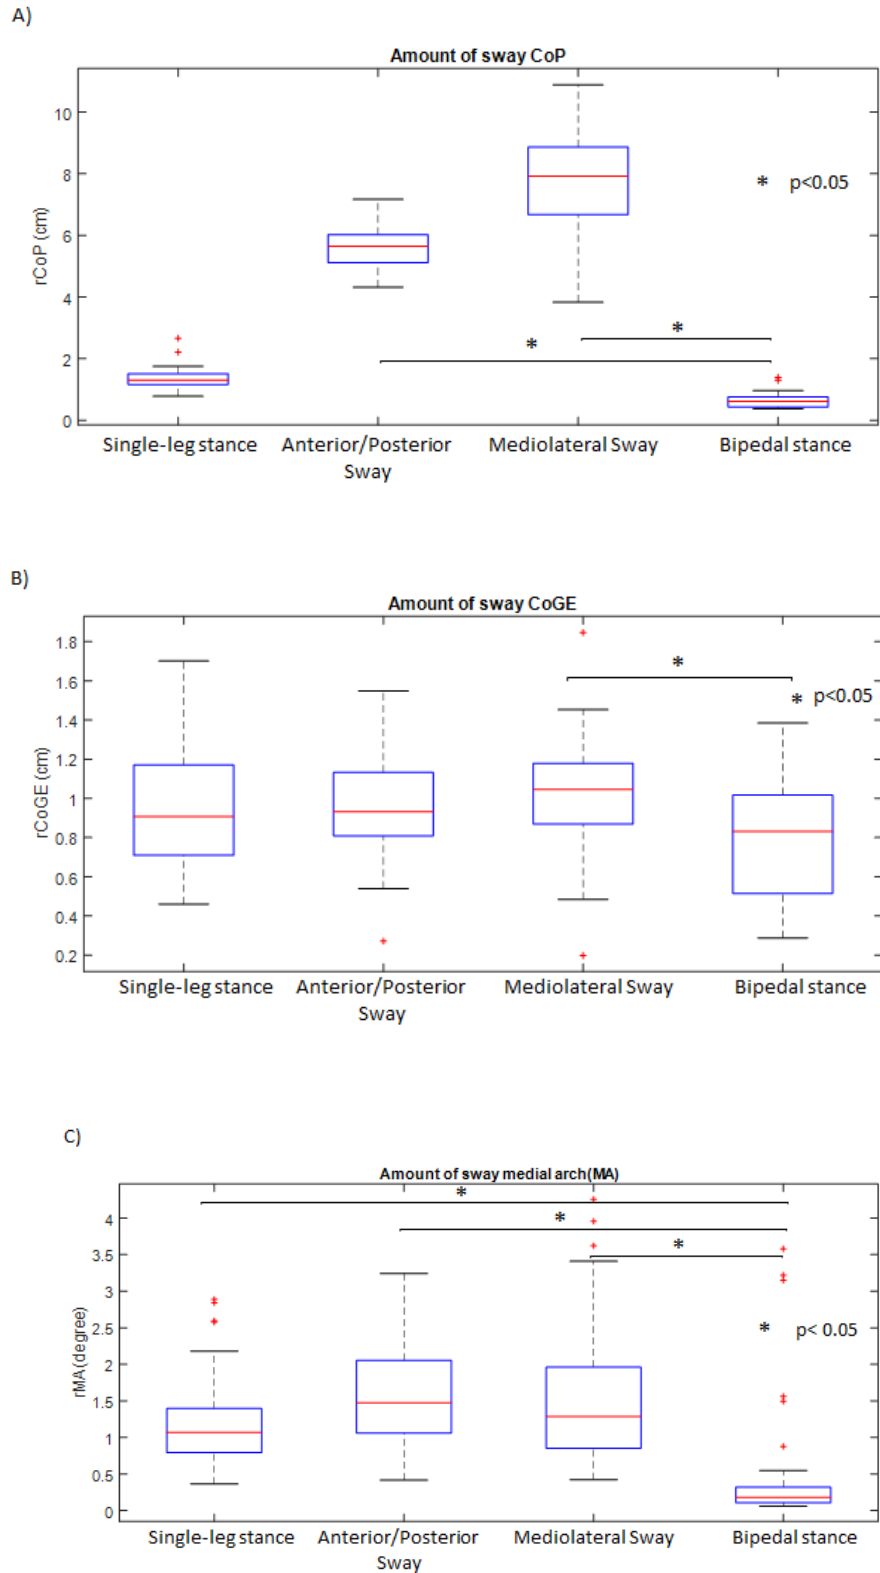 A)
Amount of sway CoP
10
8
6
4
2
0
rCoP (cm)
* p<0.05
*
*
Single-leg stance Anterior/Posterior Sway Mediolateral Sway Bipedal stance
B)
Amount of sway CoGE
1.8
1.6
1.4
1.2
1
0.8
0.6
0.4
0.2
rCoGE (cm)
*
* p<0.05
Single-leg stance Anterior/Posterior Sway Mediolateral Sway Bipedal stance
C)
Amount of sway medial arch(MA)
4
3.5
3
2.5
2
1.5
1
0.5
0
rMA (degree)
*
*
*
* p< 0.05
Single-leg stance Anterior/Posterior Sway Mediolateral Sway Bipedal stance